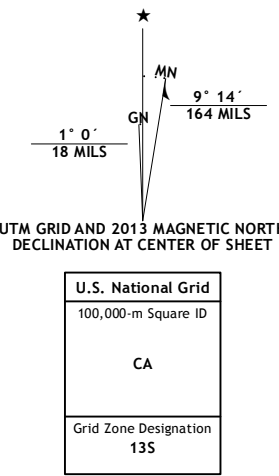 MN
GN
9° 14´
164 MILS
1° 0´
18 MILS
UTM GRID AND 2013 MAGNETIC NORTH
DECLINATION AT CENTER OF SHEET
U.S. National Grid
100,000-m Square ID
CA
Grid Zone Designation
13S